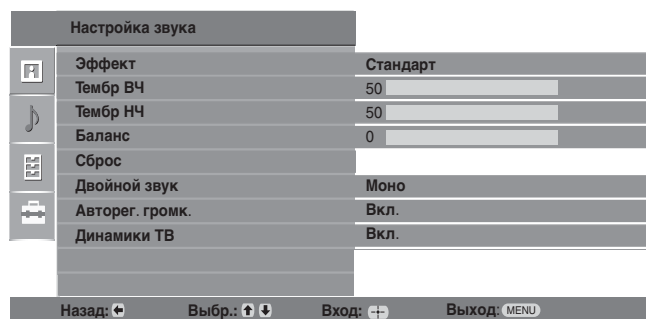 Настройка звука
Эффект Стандарт
Тембр ВЧ 50
Тембр НЧ 50
Баланс 0
Сброс
Двойной звук Моно
Авторег. громк. Вкл.
Динамики ТВ Вкл.
Назад: Выбр.: Вход: Выход: MENU